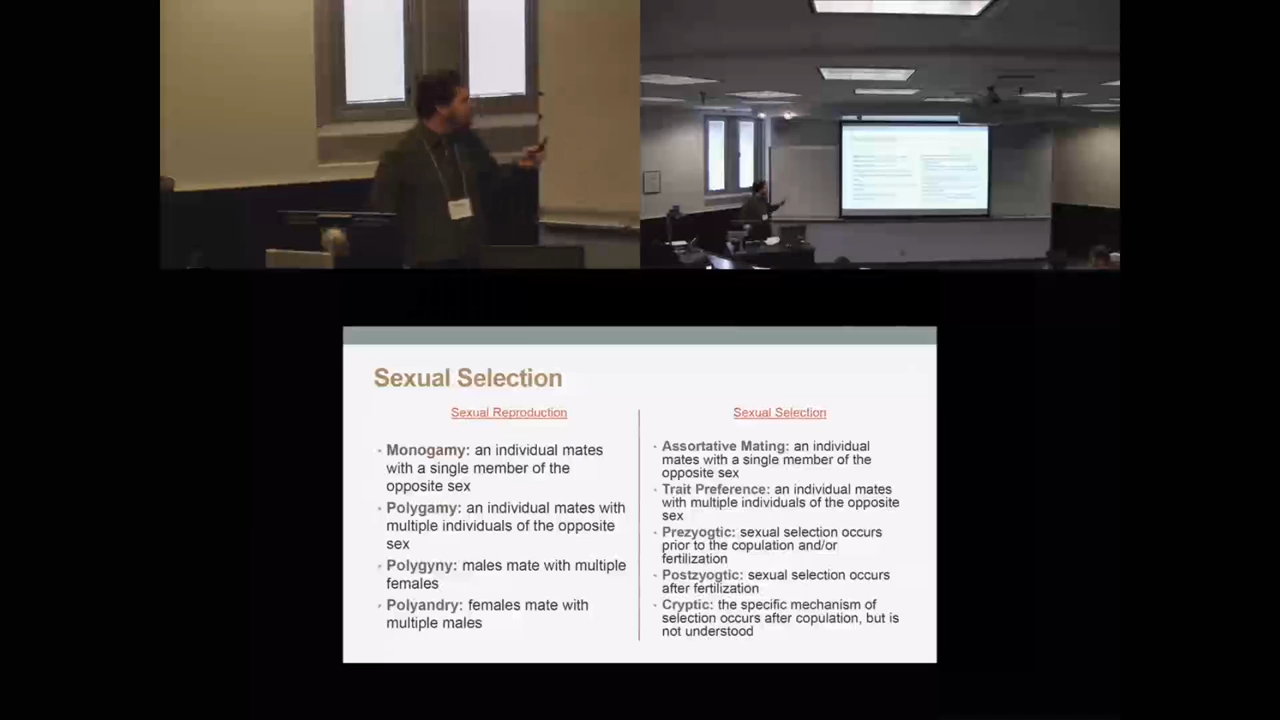 Sexual Selection
Sexual Reproduction
Monogamy: an individual mates
with a single member of the
opposite sex
Polygamy: an individual mates with
multiple individuals of the opposite
sex
Polygyny: males mate with multiple
females
Polyandry: females mate with
multiple males
Sexual Selection
Assortative Mating: an individual
mates with a single member of the
opposite sex
Trait Preference: an individual mates
with multiple individuals of the opposite
sex
Prezyogtic: sexual selection occurs
prior to the copulation and/or
fertilization
Postzyogtic: sexual selection occurs
after fertilization
Cryptic: the specific mechanism of
selection occurs after copulation, but is
not understood